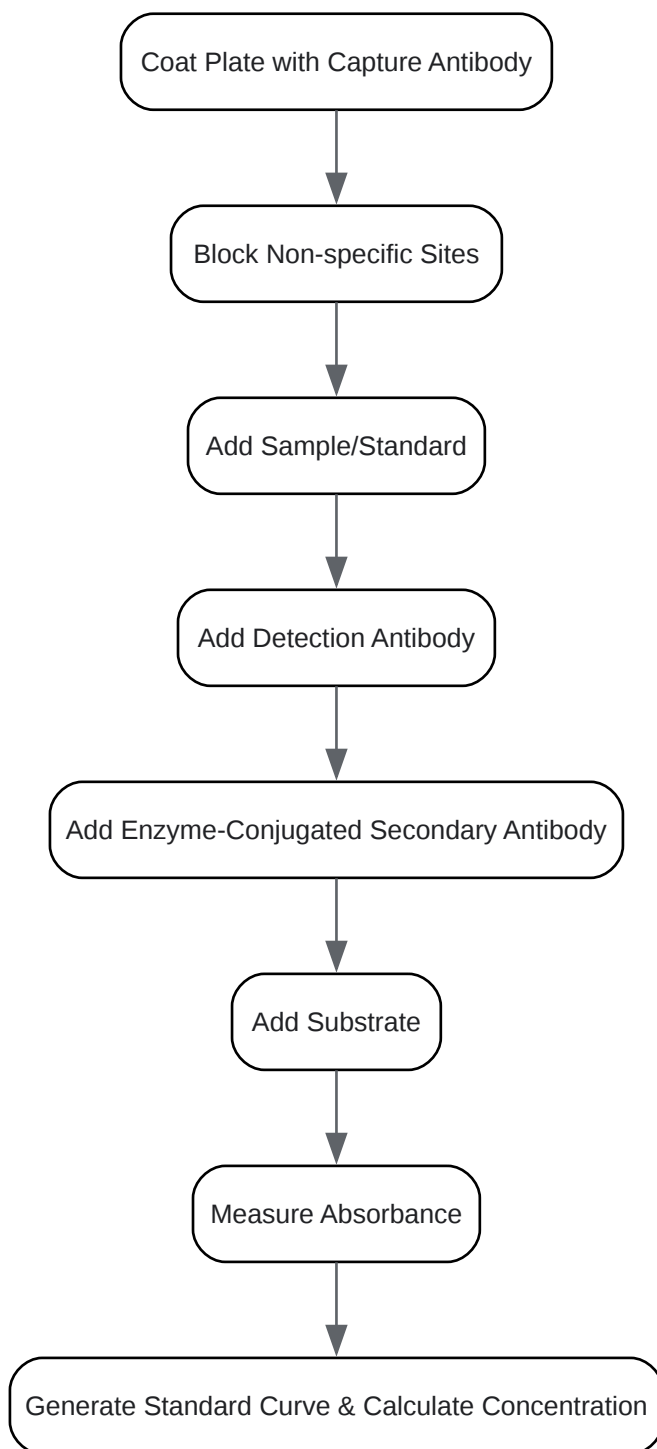 Coat Plate with Capture Antibody
Block Non-specific Sites
Add Sample/Standard
Add Detection Antibody
Add Enzyme-Conjugated Secondary Antibody
Add Substrate
Measure Absorbance
Generate Standard Curve & Calculate Concentration